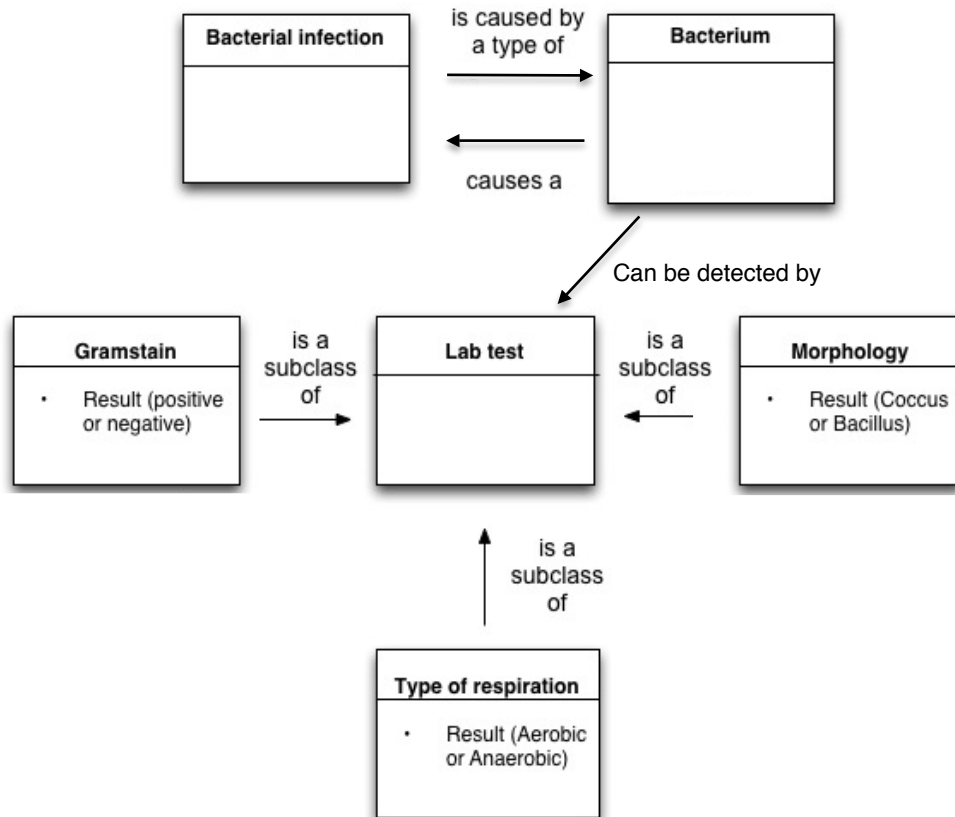 Bacterial infection
is caused by
a type of
Bacterium
causes a
Can be detected by
Gramstain
• Result (positive
or negative)
is a
subclass
of
Lab test
is a
subclass
of
Morphology
• Result (Coccus
or Bacillus)
is a
subclass
of
Type of respiration
• Result (Aerobic
or Anaerobic)